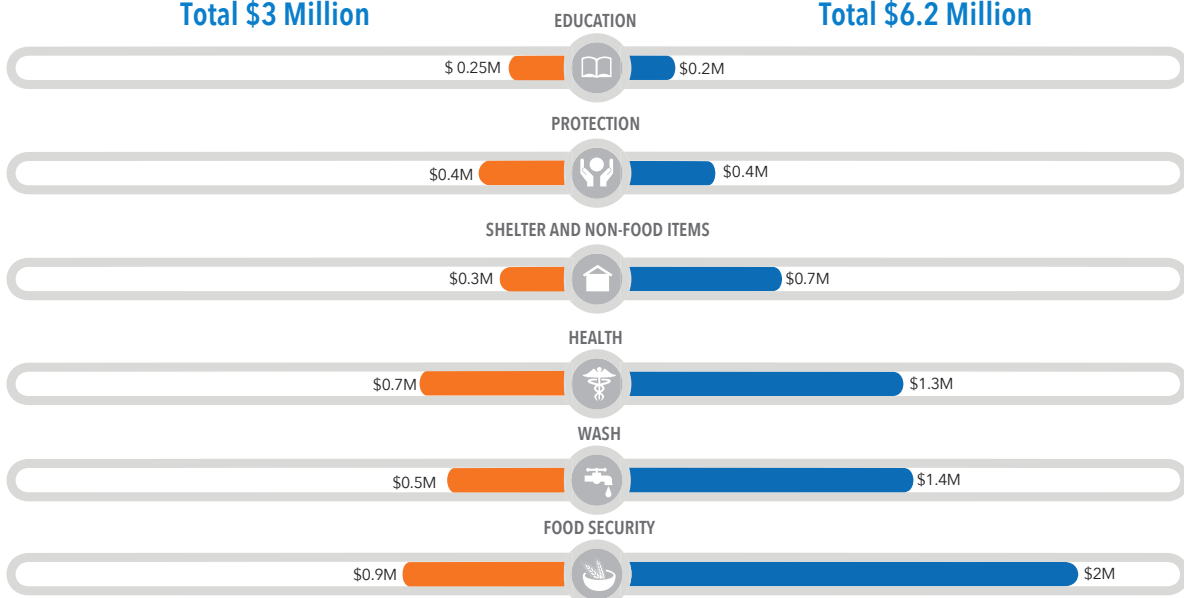 Total $3 Million
Total $6.2 Million
EDUCATION
$ 0.25M
$0.2M
PROTECTION
$0.4M
$0.4M
SHELTER AND NON-FOOD ITEMS
$0.3M
$0.7M
HEALTH
$0.7M
$1.3M
WASH
$0.5M
$1.4M
FOOD SECURITY
$0.9M
$2M